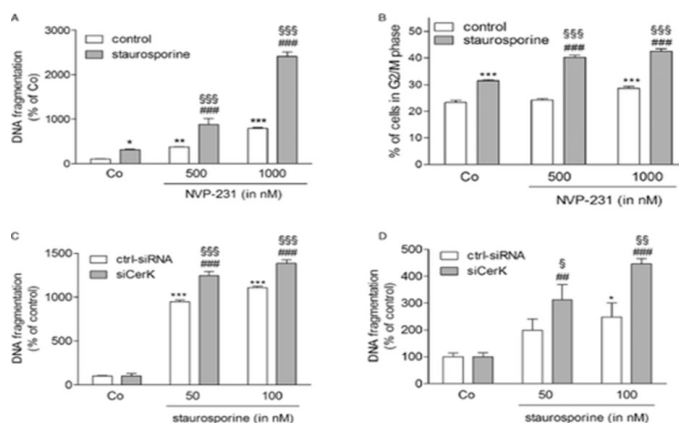 A
DNA fragmentation
(% of Co)
3000
2000
1000
0
control
staurosporine
*
**
§§§
###
***
§§§
###
Co
500
1000
NVP-231 (in nM)
B
% of cells in G2/M phase
60
50
40
30
20
10
0
control
staurosporine
***
§§§
###
***
§§§
###
Co
500
1000
NVP-231 (in nM)
C
DNA fragmentation
(% of control)
1500
1000
500
0
ctrl-siRNA
siCerK
***
§§§
###
***
§§§
###
Co
50
100
staurosporine (in nM)
D
DNA fragmentation
(% of control)
500
400
300
200
100
0
ctrl-siRNA
siCerK
§
##
*
§§
###
Co
50
100
staurosporine (in nM)